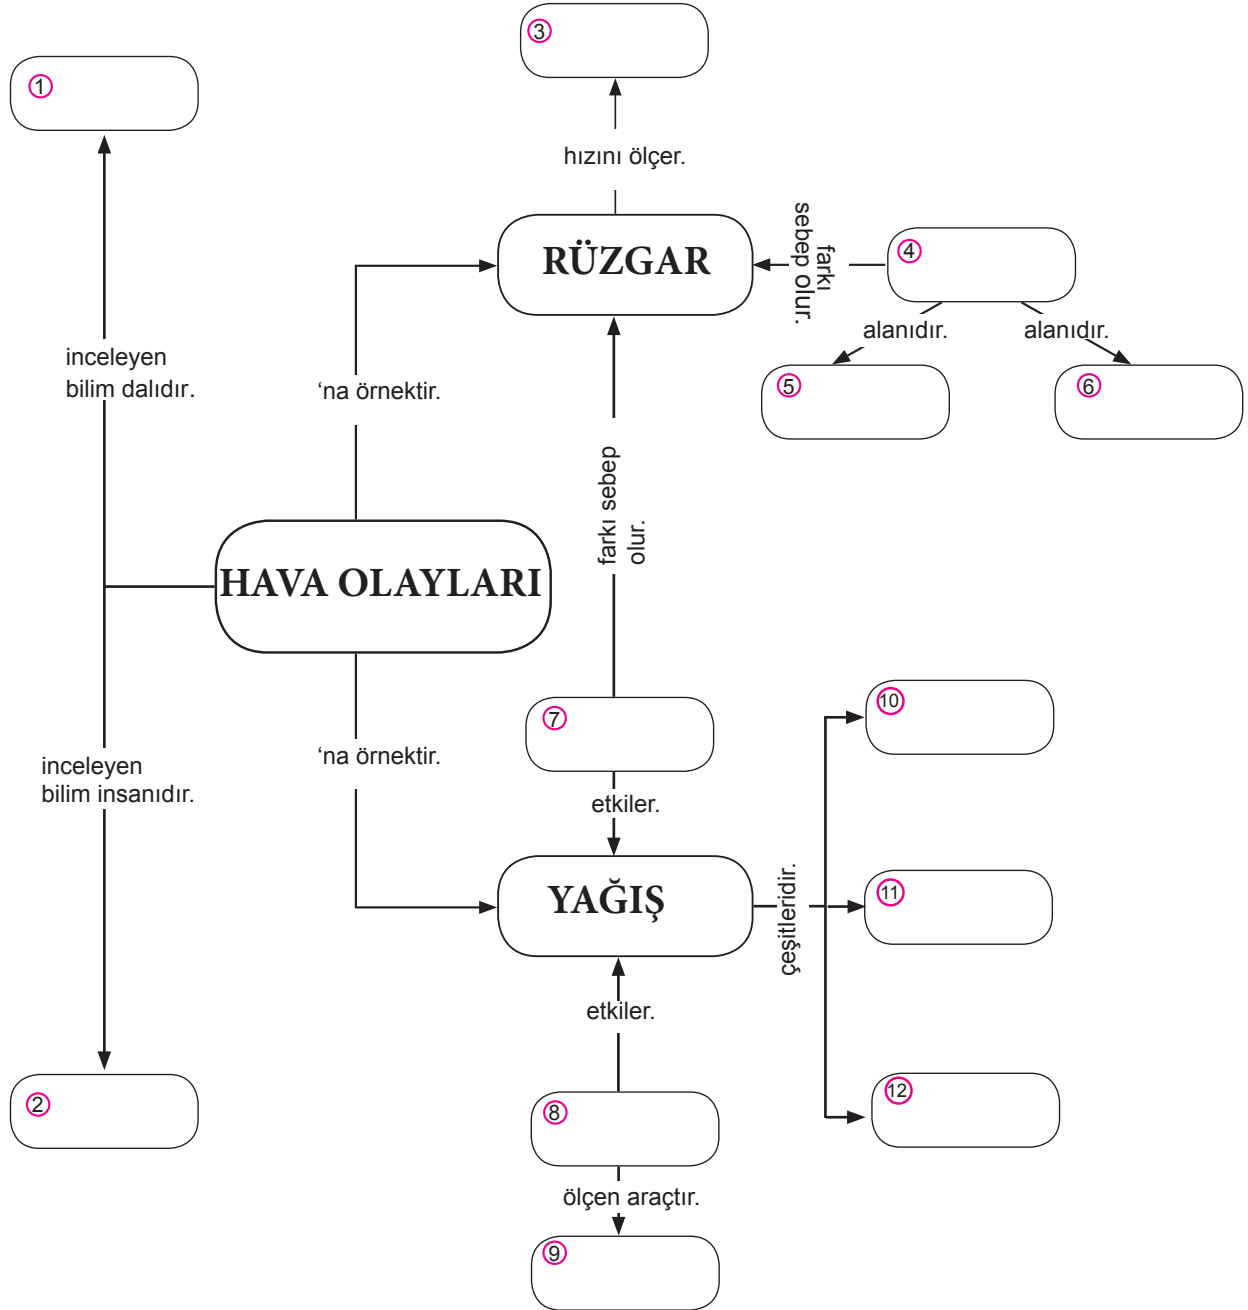 3
1
hızını ölçer.
farkı
sebep olur.
RÜZGAR
4
alanıdır.
alanıdır.
5
6
inceleyen
bilim dalıdır.
‘na örnektir.
farkı sebep
olur.
HAVA OLAYLARI
7
10
‘na örnektir.
inceleyen
bilim insanıdır.
etkiler.
YAĞIŞ
çeşitleridir.
11
etkiler.
2
8
12
ölçen araçtır.
9